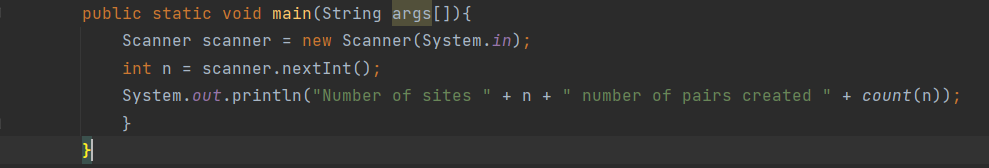 public static void main(String args[]){
Scanner scanner = new Scanner(System.in);
int n = scanner.nextInt();
System.out.println("Number of sites " + n + " number of pairs created " + count(n));
}
}